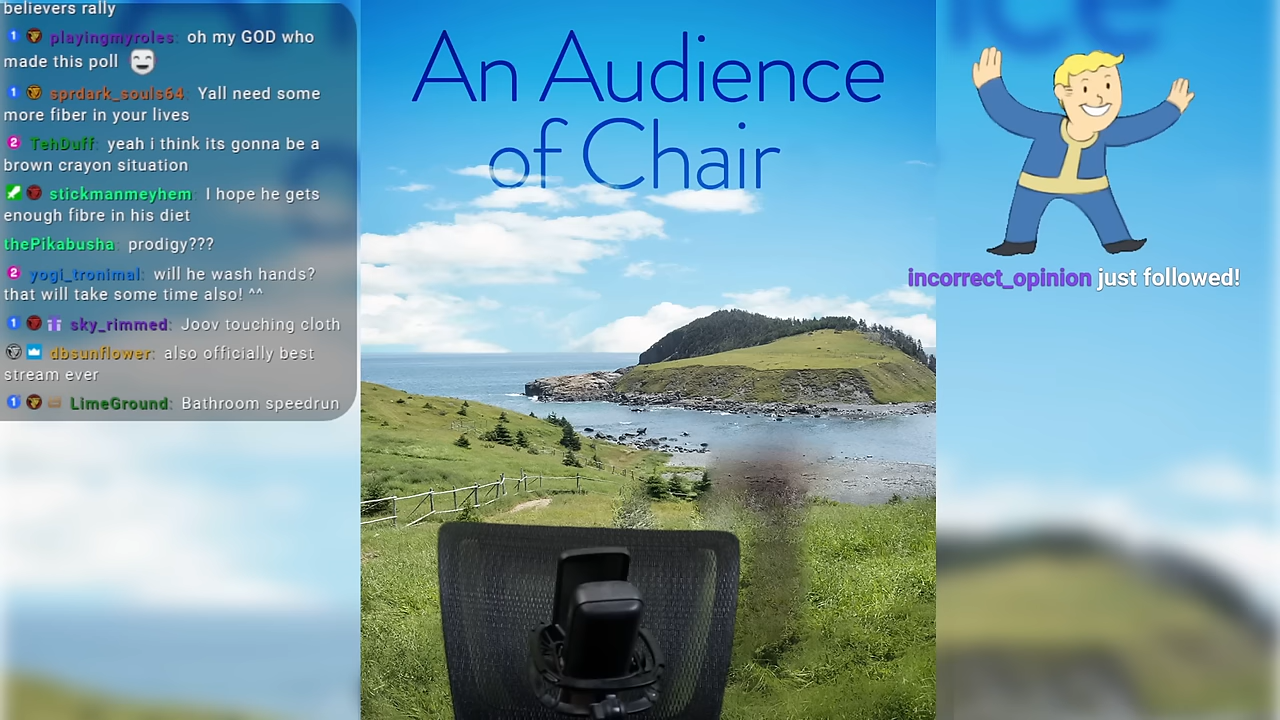 believers rally
playingmyroles: oh my GOD who
made this poll
sprdark_souls64: Yall need some
more fiber in your lives
TehDuff: yeah i think its gonna be a
brown crayon situation
stickmanmeyhem: I hope he gets
enough fibre in his diet
thePikabusha: prodigy???
yogi_tronimal: will he wash hands?
that will take some time also! ^^
sky_rimmed: Joov touching cloth
dbsunflower: also officially best
stream ever
LimeGround: Bathroom speedrun
An Audience
of Chair
incorrect_opinion just followed!